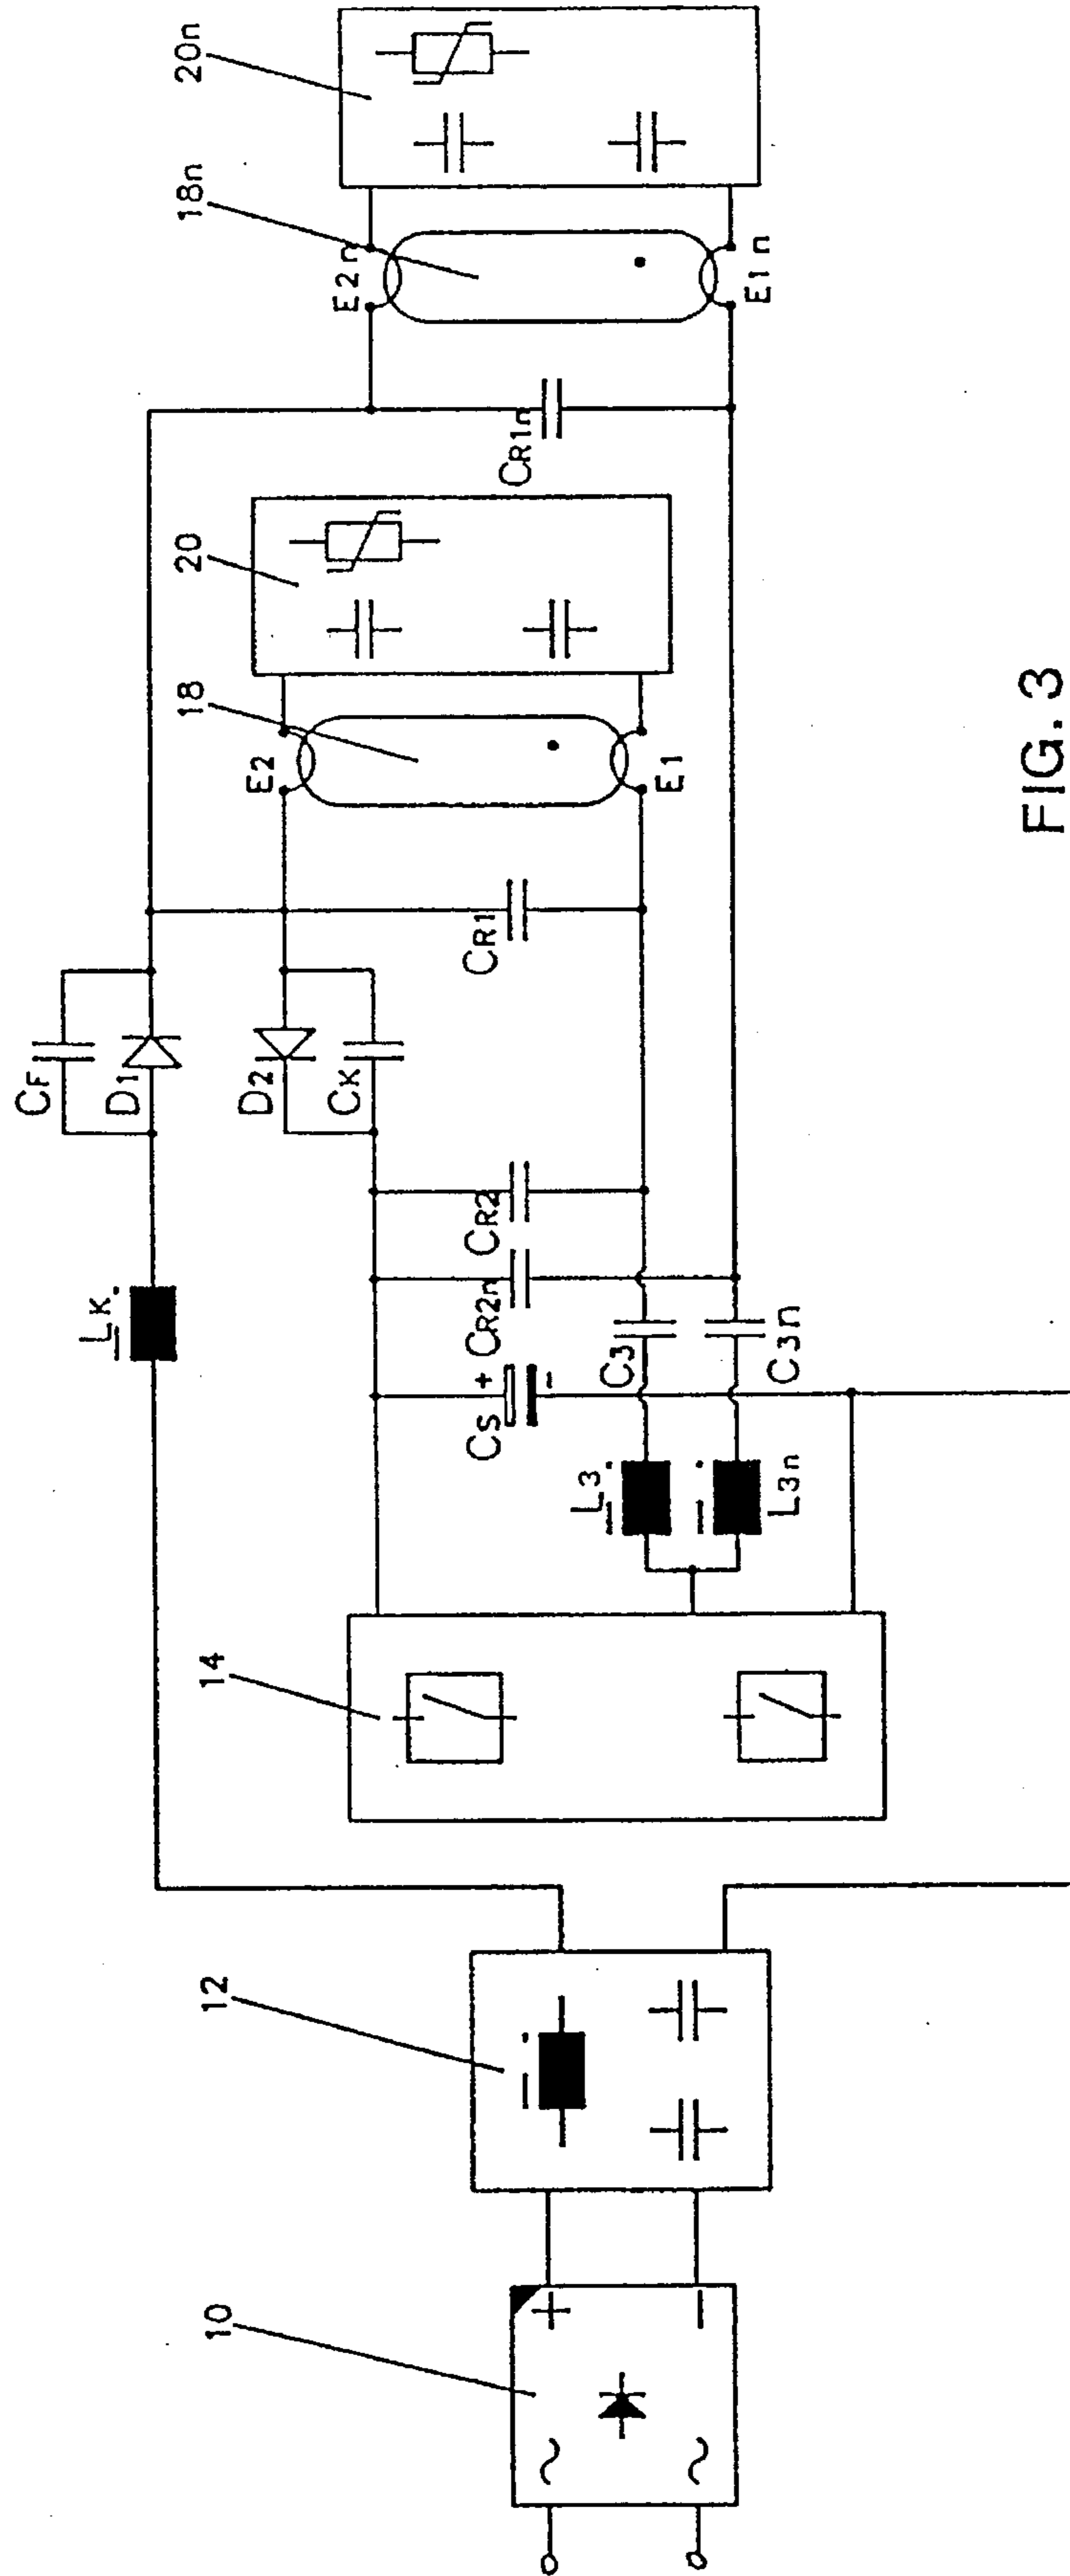 10
12
14
18
20
18n
20n
LK
CF
D1
D2
CK
CS
+
-
CR2n
CR2
CR1
CR1n
L3
L3n
C3
C3n
E2
E1
E2n
E1n
~
~
+
-
FIG. 3